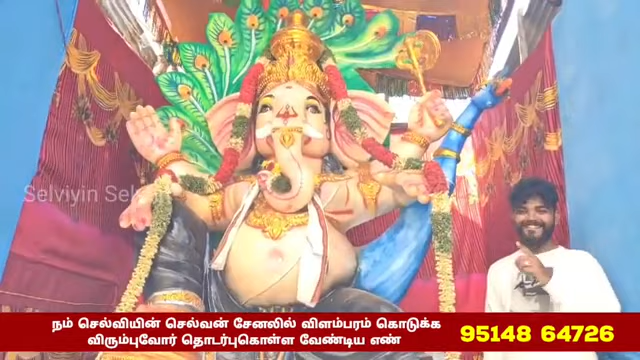 Selviyin Sel
நம் செல்வியின் செல்வன் சேனலில் விளம்பரம் கொடுக்க
விரும்புவோர் தொடர்புகொள்ள வேண்டிய எண்
95148 64726